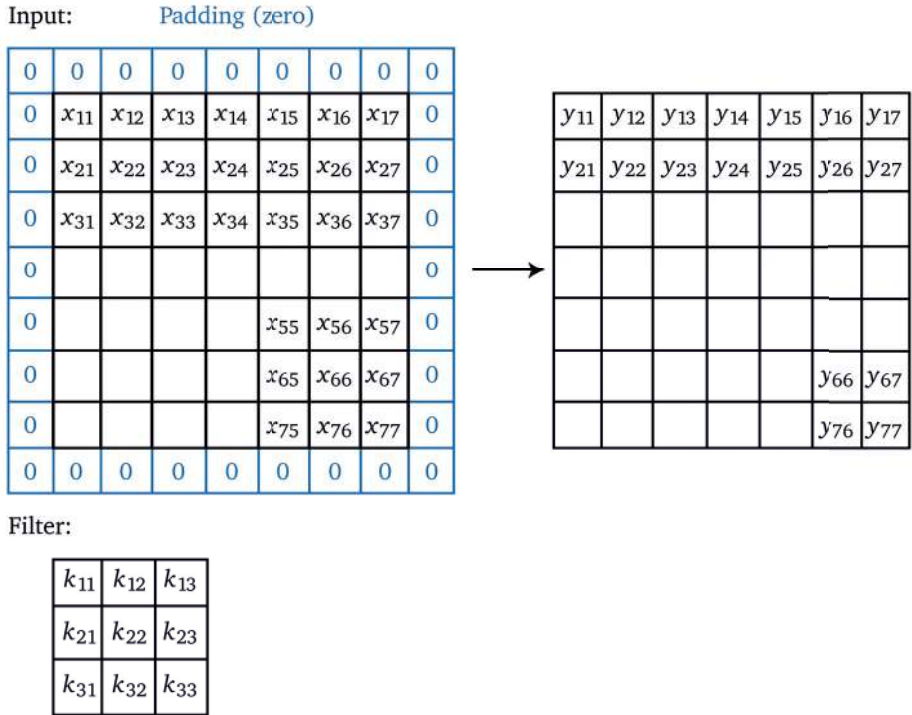 Input: Padding (zero)
0 0 0 0 0 0 0 0 0
0 x11 x12 x13 x14 x15 x16 x17 0
0 x21 x22 x23 x24 x25 x26 x27 0
0 x31 x32 x33 x34 x35 x36 x37 0
0 0
0 x55 x56 x57 0
0 x65 x66 x67 0
0 x75 x76 x77 0
0 0 0 0 0 0 0 0 0
y11 y12 y13 y14 y15 y16 y17
y21 y22 y23 y24 y25 y26 y27
y66 y67
y76 y77
Filter:
k11 k12 k13
k21 k22 k23
k31 k32 k33